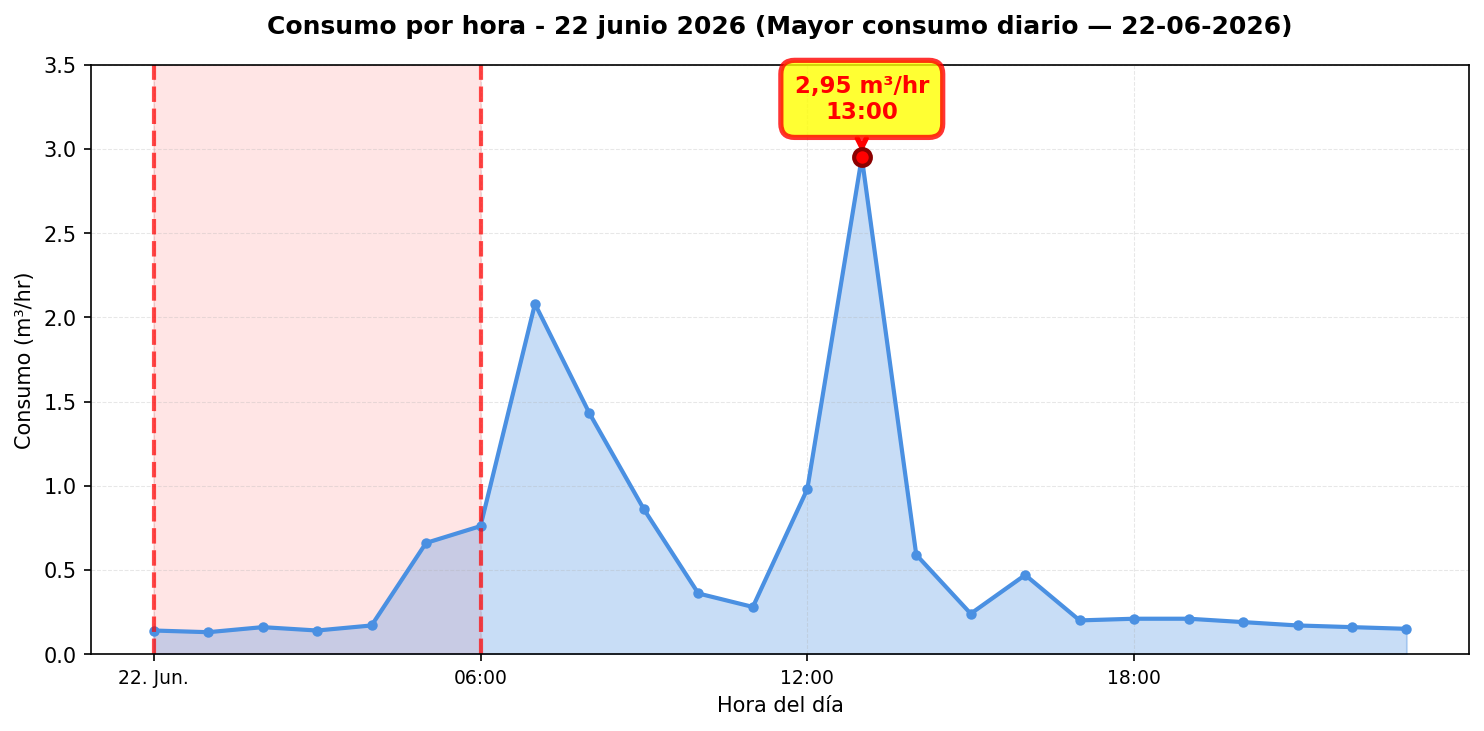 Consumo por hora - 22 junio 2026 (Mayor consumo diario — 22-06-2026)
2,95 m³/hr
13:00
Consumo (m³/hr)
3.5
3.0
2.5
2.0
1.5
1.0
0.5
0.0
22. Jun.
06:00
12:00
18:00
Hora del día